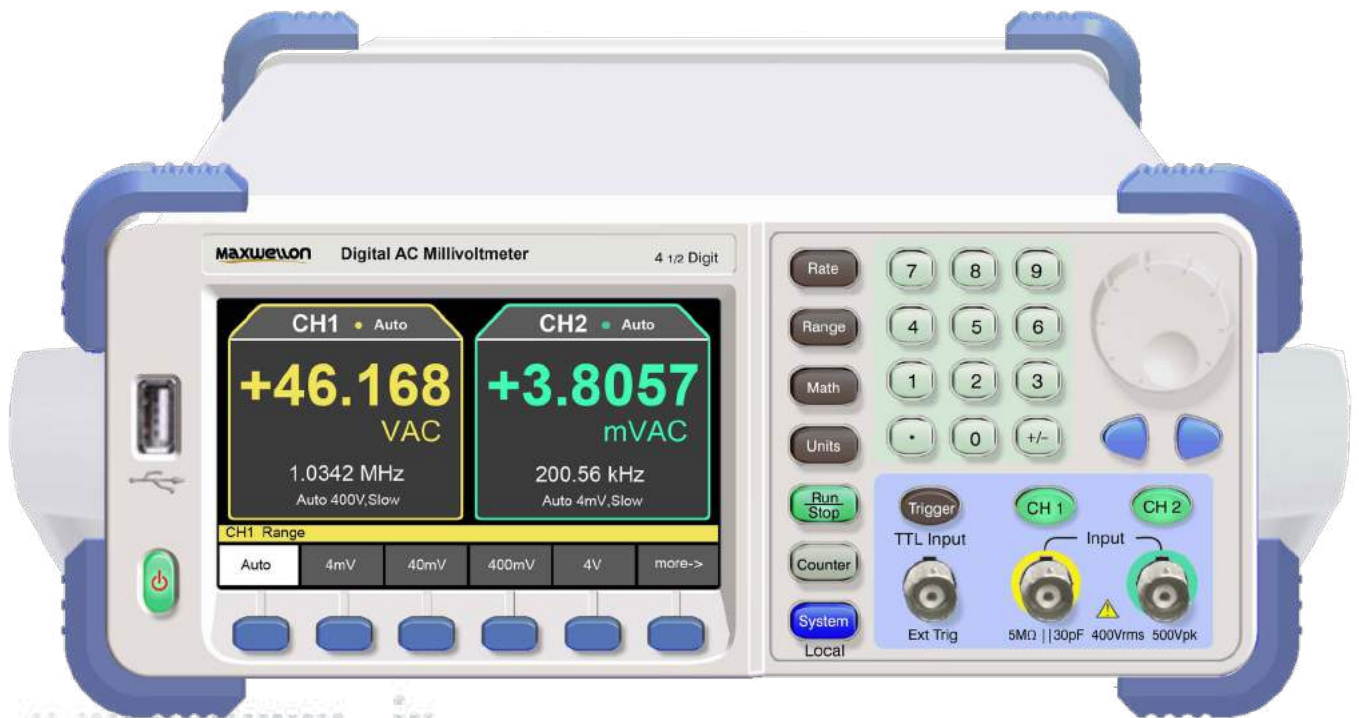 Maxwellon Digital AC Millivoltmeter 4 1/2 Digit
CH1 • Auto
+46.168
VAC
1.0342 MHz
Auto 400V,Slow
CH2 • Auto
+3.8057
mVAC
200.56 kHz
Auto 4mV,Slow
CH1 Range
Auto 4mV 40mV 400mV 4V more->
Rate
Range
Math
Units
Run
Stop
Counter
System
Local
7 8 9
4 5 6
1 2 3
• 0 +/-
Trigger CH 1 CH 2
TTL Input Input
Ext Trig 5MΩ ||30pF 400Vrms 500Vpk